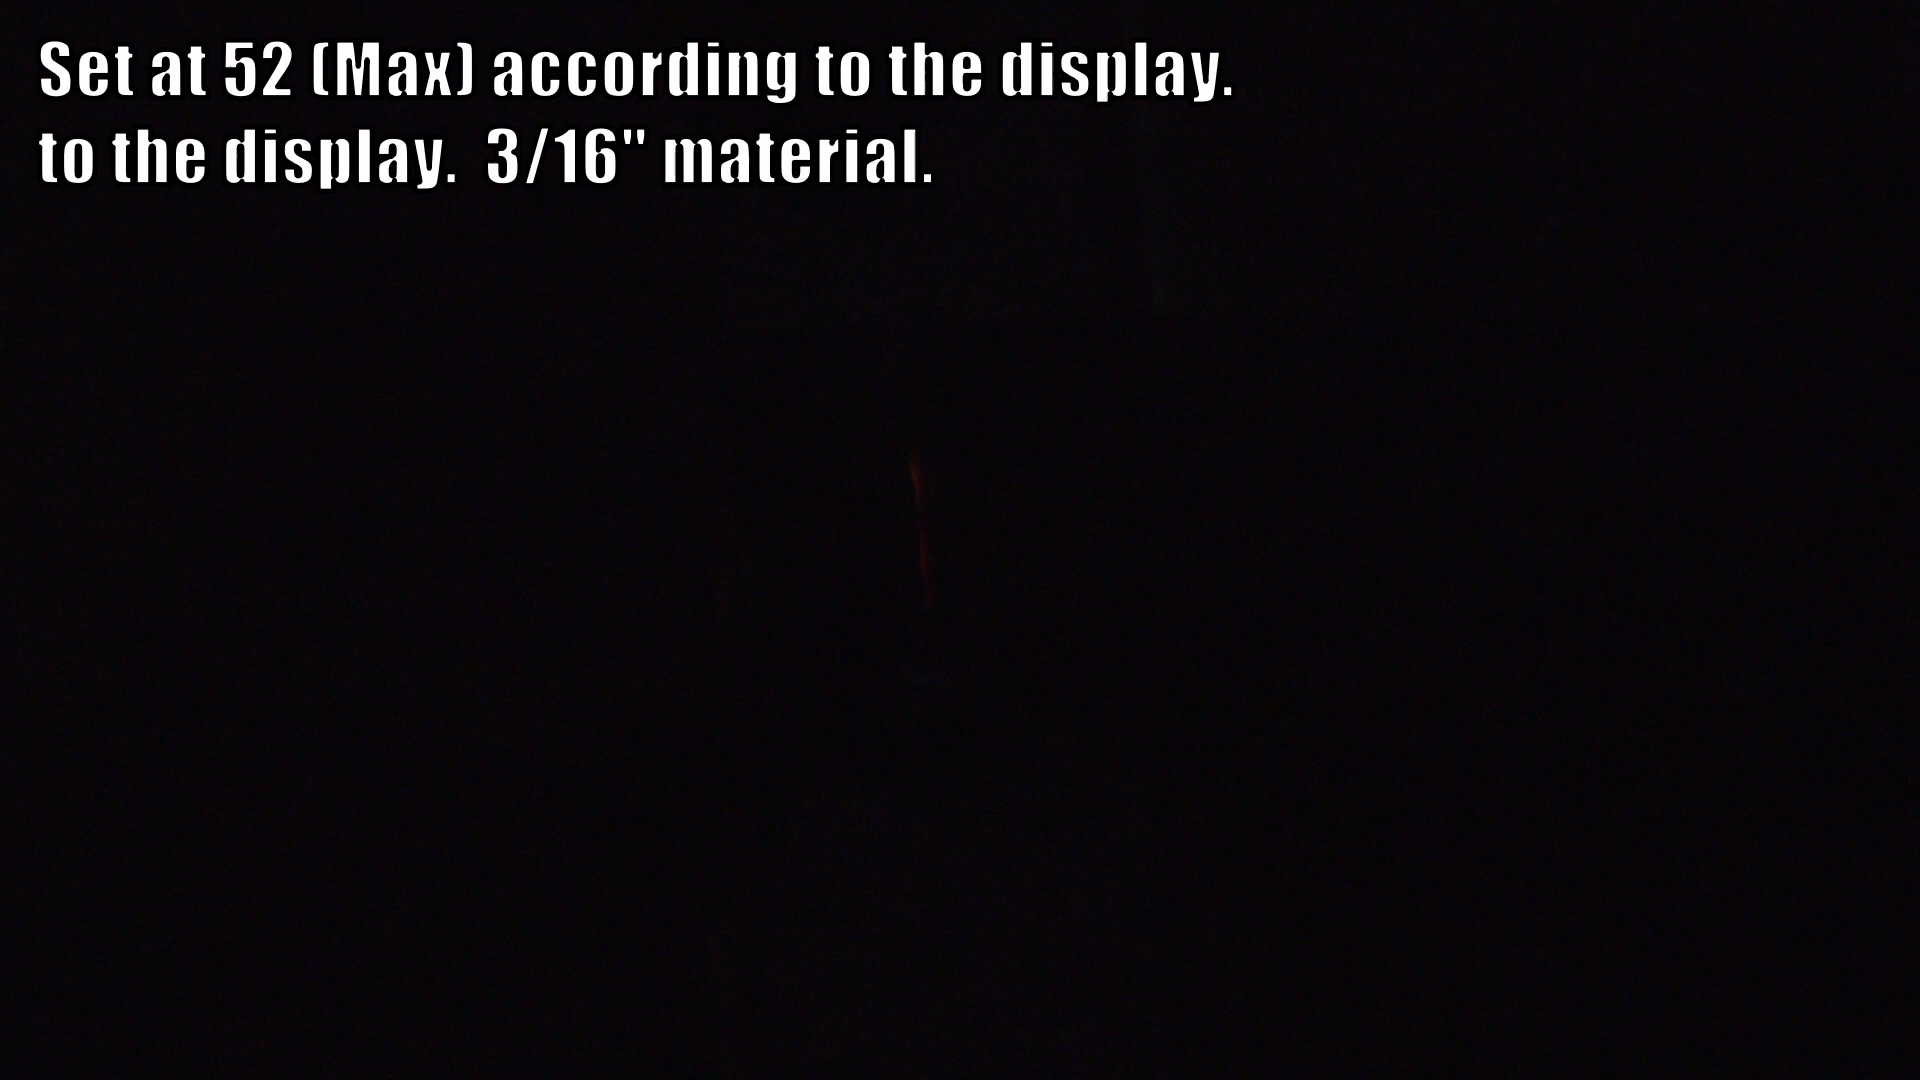 Set at 52 (Max) according to the display.
to the display.  3/16" material.